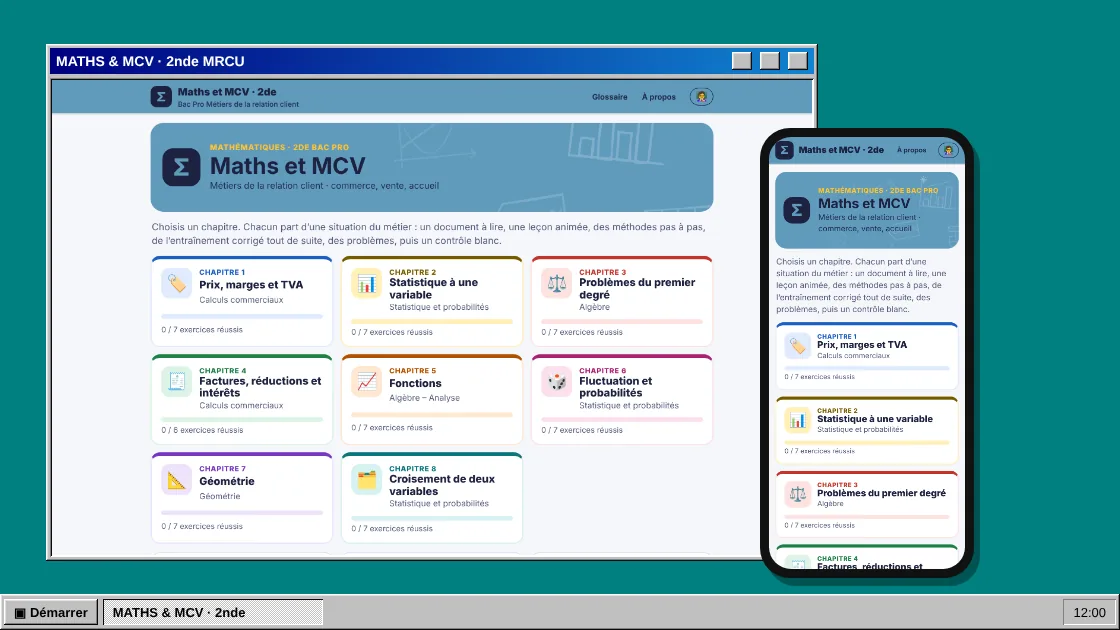 MATHS & MCV · 2nde MRCU
Σ
Maths et MCV · 2de
Bac Pro Métiers de la relation client
Glossaire
À propos
Σ
MATHÉMATIQUES · 2DE BAC PRO
Maths et MCV
Métiers de la relation client · commerce, vente, accueil
Choisis un chapitre. Chacun part d'une situation du métier : un document à lire, une leçon animée, des méthodes pas à pas,
de l'entraînement corrigé tout de suite, des problèmes, puis un contrôle blanc.
CHAPITRE 1
Prix, marges et TVA
Calculs commerciaux
0 / 7 exercices réussis
CHAPITRE 2
Statistique à une
variable
Statistique et probabilités
0 / 7 exercices réussis
CHAPITRE 3
Problèmes du premier
degré
Algèbre
0 / 7 exercices réussis
CHAPITRE 4
Factures, réductions et
intérêts
Calculs commerciaux
0 / 6 exercices réussis
CHAPITRE 5
Fonctions
Algèbre – Analyse
0 / 7 exercices réussis
CHAPITRE 6
Fluctuation et
probabilités
Statistique et probabilités
0 / 7 exercices réussis
CHAPITRE 7
Géométrie
Géométrie
0 / 7 exercices réussis
CHAPITRE 8
Croisement de deux
variables
Statistique et probabilités
0 / 7 exercices réussis
Σ
Maths et MCV · 2de
À propos
Σ
MATHÉMATIQUES · 2DE BAC PRO
Maths et MCV
Métiers de la relation client ·
commerce, vente, accueil
Choisis un chapitre. Chacun part d'une
situation du métier : un document à lire, une
leçon animée, des méthodes pas à pas, de
l'entraînement corrigé tout de suite, des
problèmes, puis un contrôle blanc.
CHAPITRE 1
Prix, marges et TVA
Calculs commerciaux
0 / 7 exercices réussis
CHAPITRE 2
Statistique à une variable
Statistique et probabilités
0 / 7 exercices réussis
CHAPITRE 3
Problèmes du premier degré
Algèbre
0 / 7 exercices réussis
CHAPITRE 4
Factures, réductions et
Démarrer
MATHS & MCV · 2nde
12:00